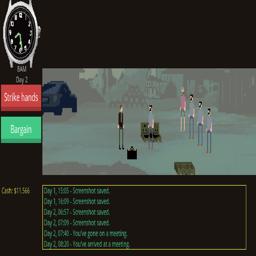 8AM
Day 2
Strike hands
Bargain
Cash: $11,566
Day 1, 15:05 - Screenshot saved.
Day 1, 16:09 - Screenshot saved.
Day 2, 06:57 - Screenshot saved.
Day 2, 07:09 - Screenshot saved.
Day 2, 07:40 - You've gone on a meeting.
Day 2, 08:20 - You've arrived at a meeting.